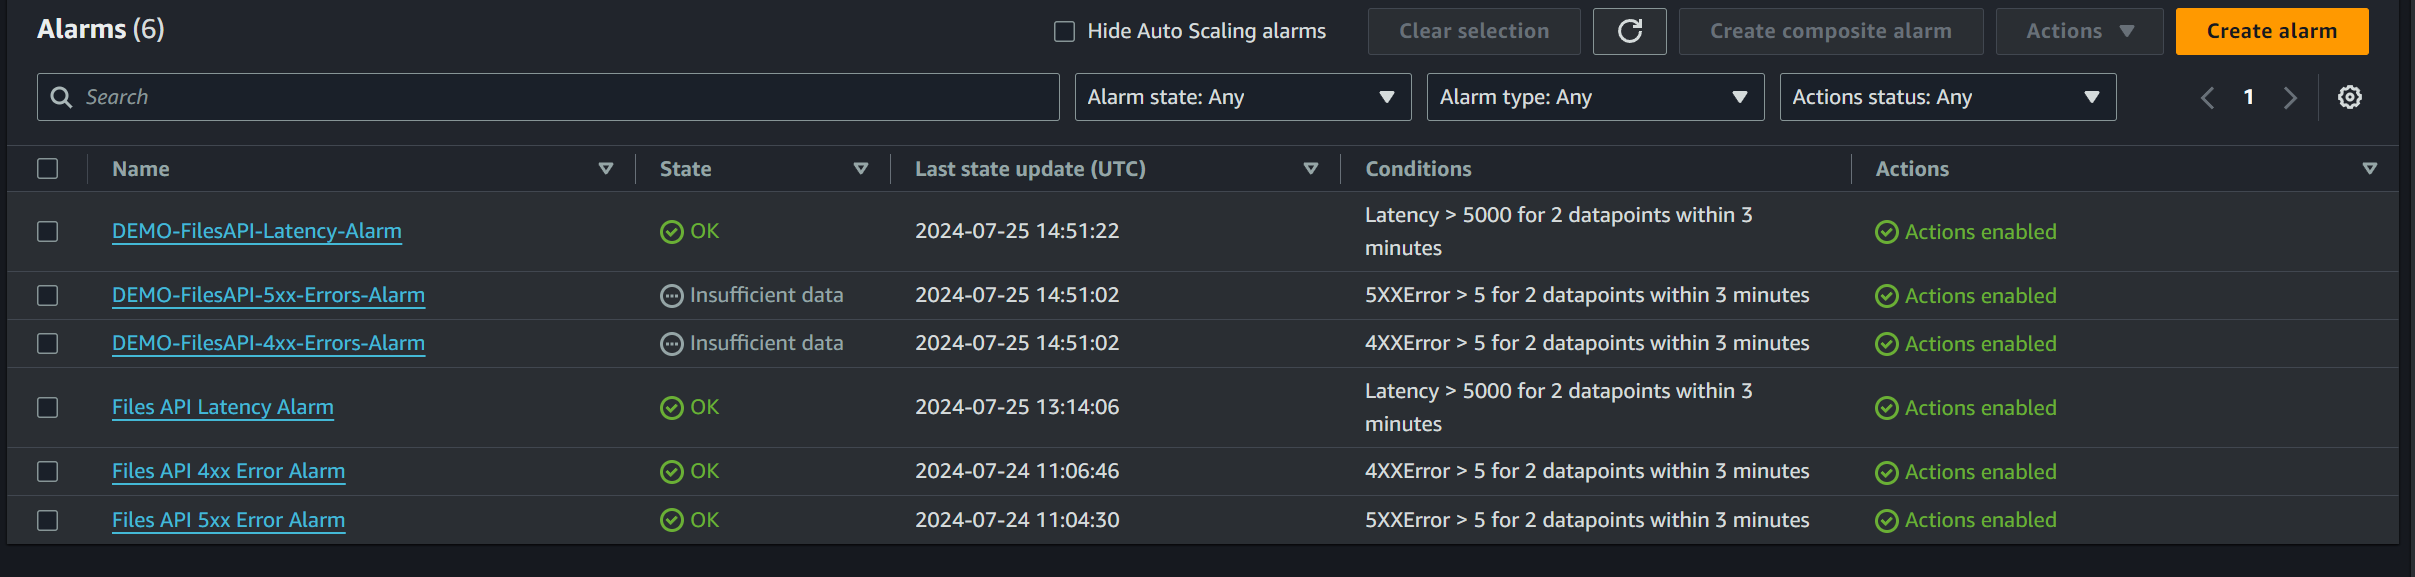 Alarms (6)
Hide Auto Scaling alarms
Clear selection
Create composite alarm
Actions
Create alarm
Search
Alarm state: Any
Alarm type: Any
Actions status: Any
1
Name
State
Last state update (UTC)
Conditions
Actions
DEMO-FilesAPI-Latency-Alarm
OK
2024-07-25 14:51:22
Latency > 5000 for 2 datapoints within 3
minutes
Actions enabled
DEMO-FilesAPI-5xx-Errors-Alarm
Insufficient data
2024-07-25 14:51:02
5XXError > 5 for 2 datapoints within 3 minutes
Actions enabled
DEMO-FilesAPI-4xx-Errors-Alarm
Insufficient data
2024-07-25 14:51:02
4XXError > 5 for 2 datapoints within 3 minutes
Actions enabled
Files API Latency Alarm
OK
2024-07-25 13:14:06
Latency > 5000 for 2 datapoints within 3
minutes
Actions enabled
Files API 4xx Error Alarm
OK
2024-07-24 11:06:46
4XXError > 5 for 2 datapoints within 3 minutes
Actions enabled
Files API 5xx Error Alarm
OK
2024-07-24 11:04:30
5XXError > 5 for 2 datapoints within 3 minutes
Actions enabled